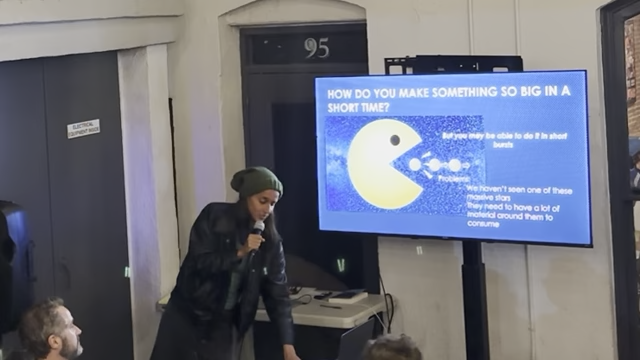 95
ELECTRICAL
EQUIPMENT ROOM
HOW DO YOU MAKE SOMETHING SO BIG IN A
SHORT TIME?
But you may be able to do it in short
bursts
Problems:
We haven't seen one of these
massive stars
They need to have a lot of
material around them to
consume